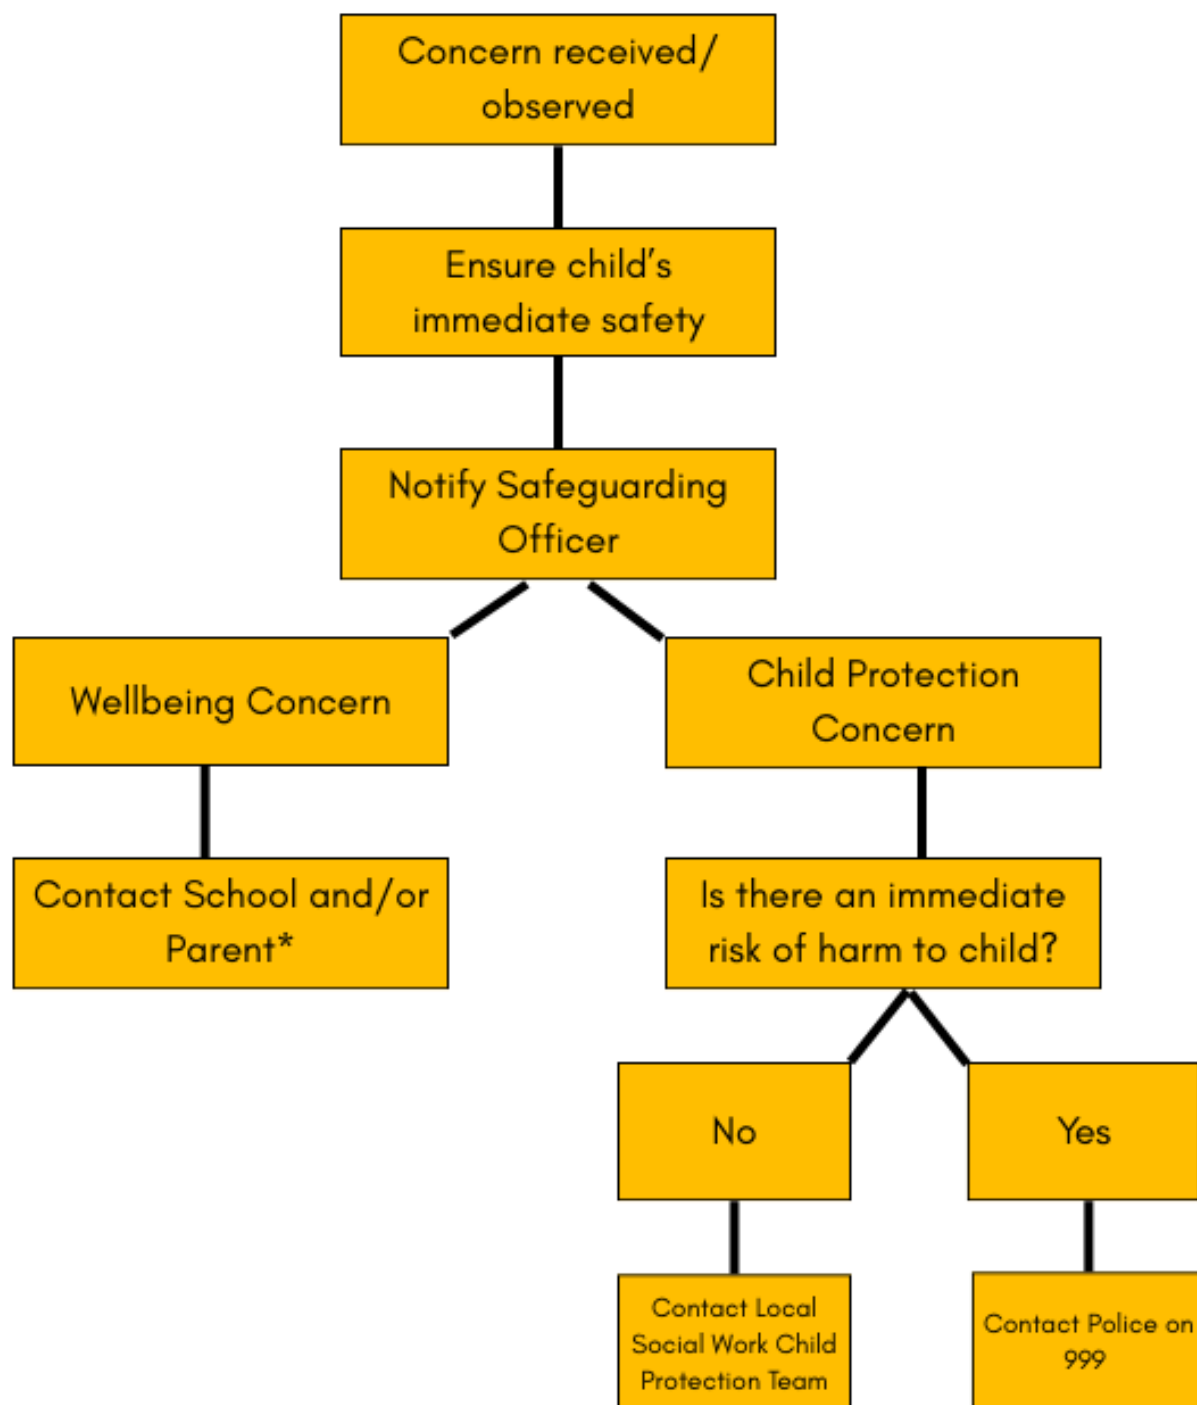 Concern received/
observed
Ensure child's
immediate safety
Notify Safeguarding
Officer
Wellbeing Concern
Child Protection
Concern
Contact School and/or
Parent*
Is there an immediate
risk of harm to child?
No
Yes
Contact Local
Social Work Child
Protection Team
Contact Police on
999